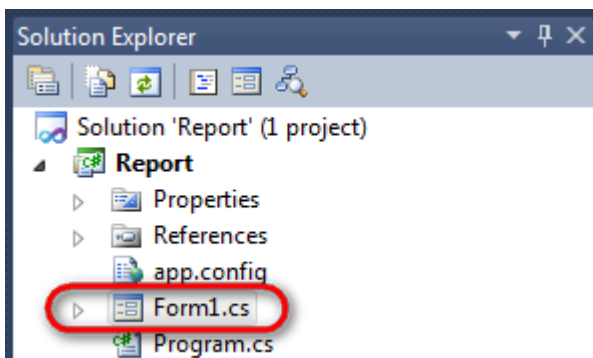 Solution Explorer
Solution 'Report' (1 project)
Report
Properties
References
app.config
Form1.cs
Program.cs